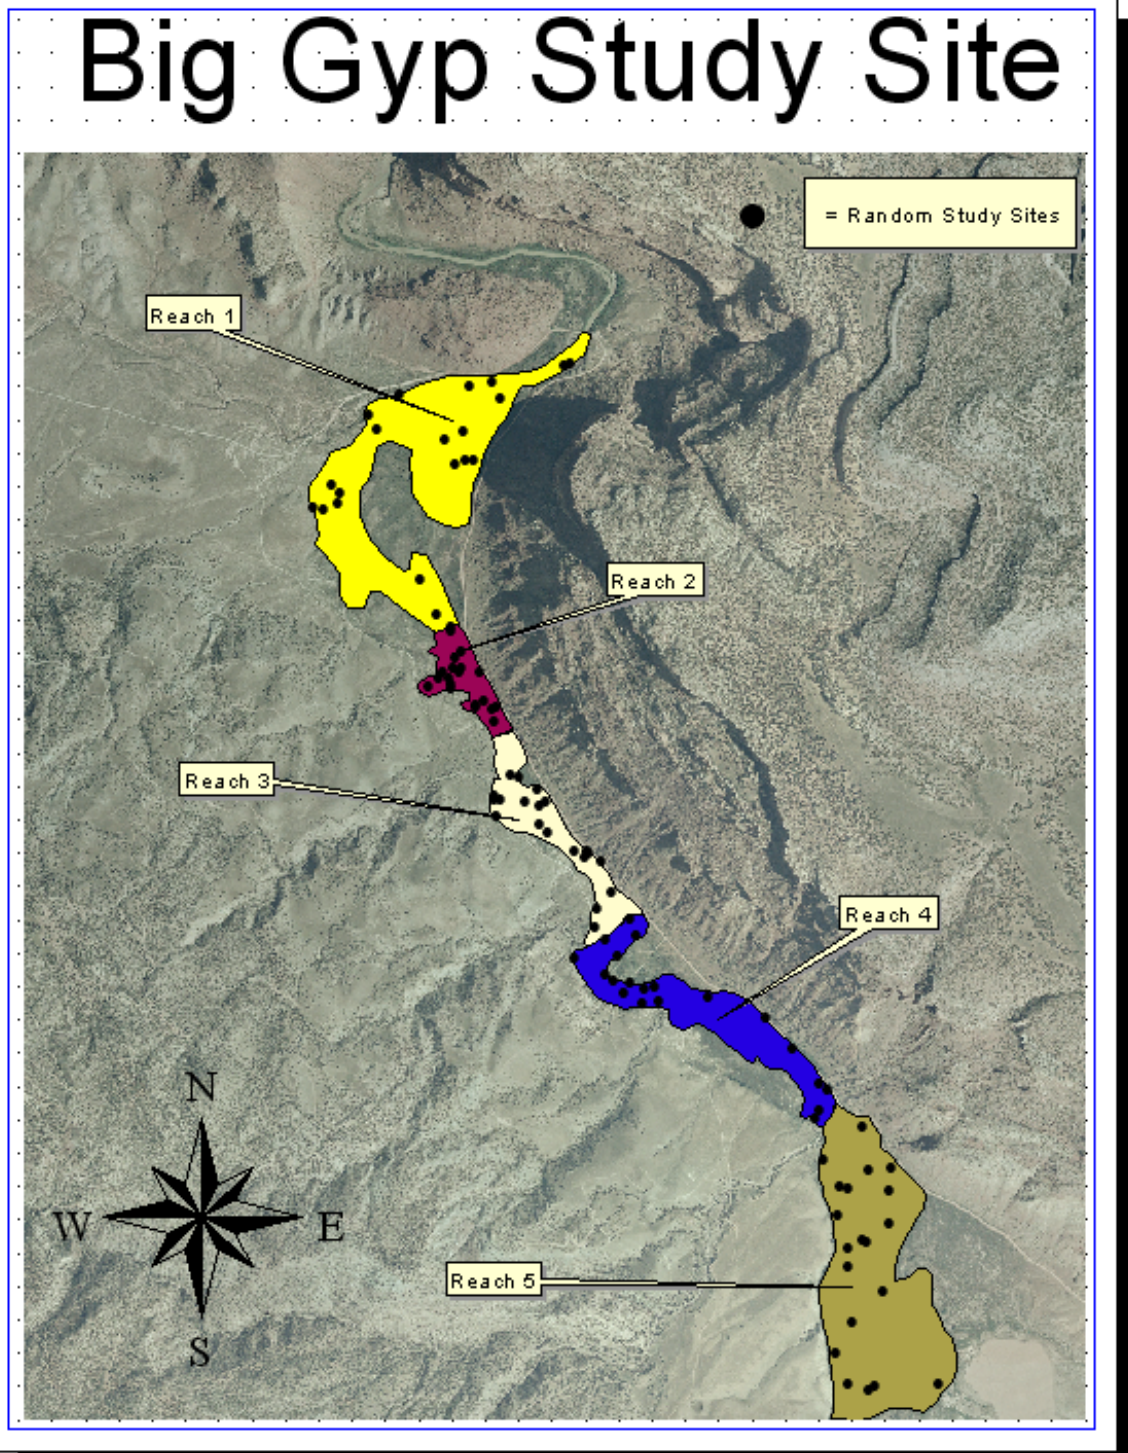 Big Gyp Study Site
= Random Study Sites
Reach 1
Reach 2
Reach 3
Reach 4
N
W E
Reach 5
S